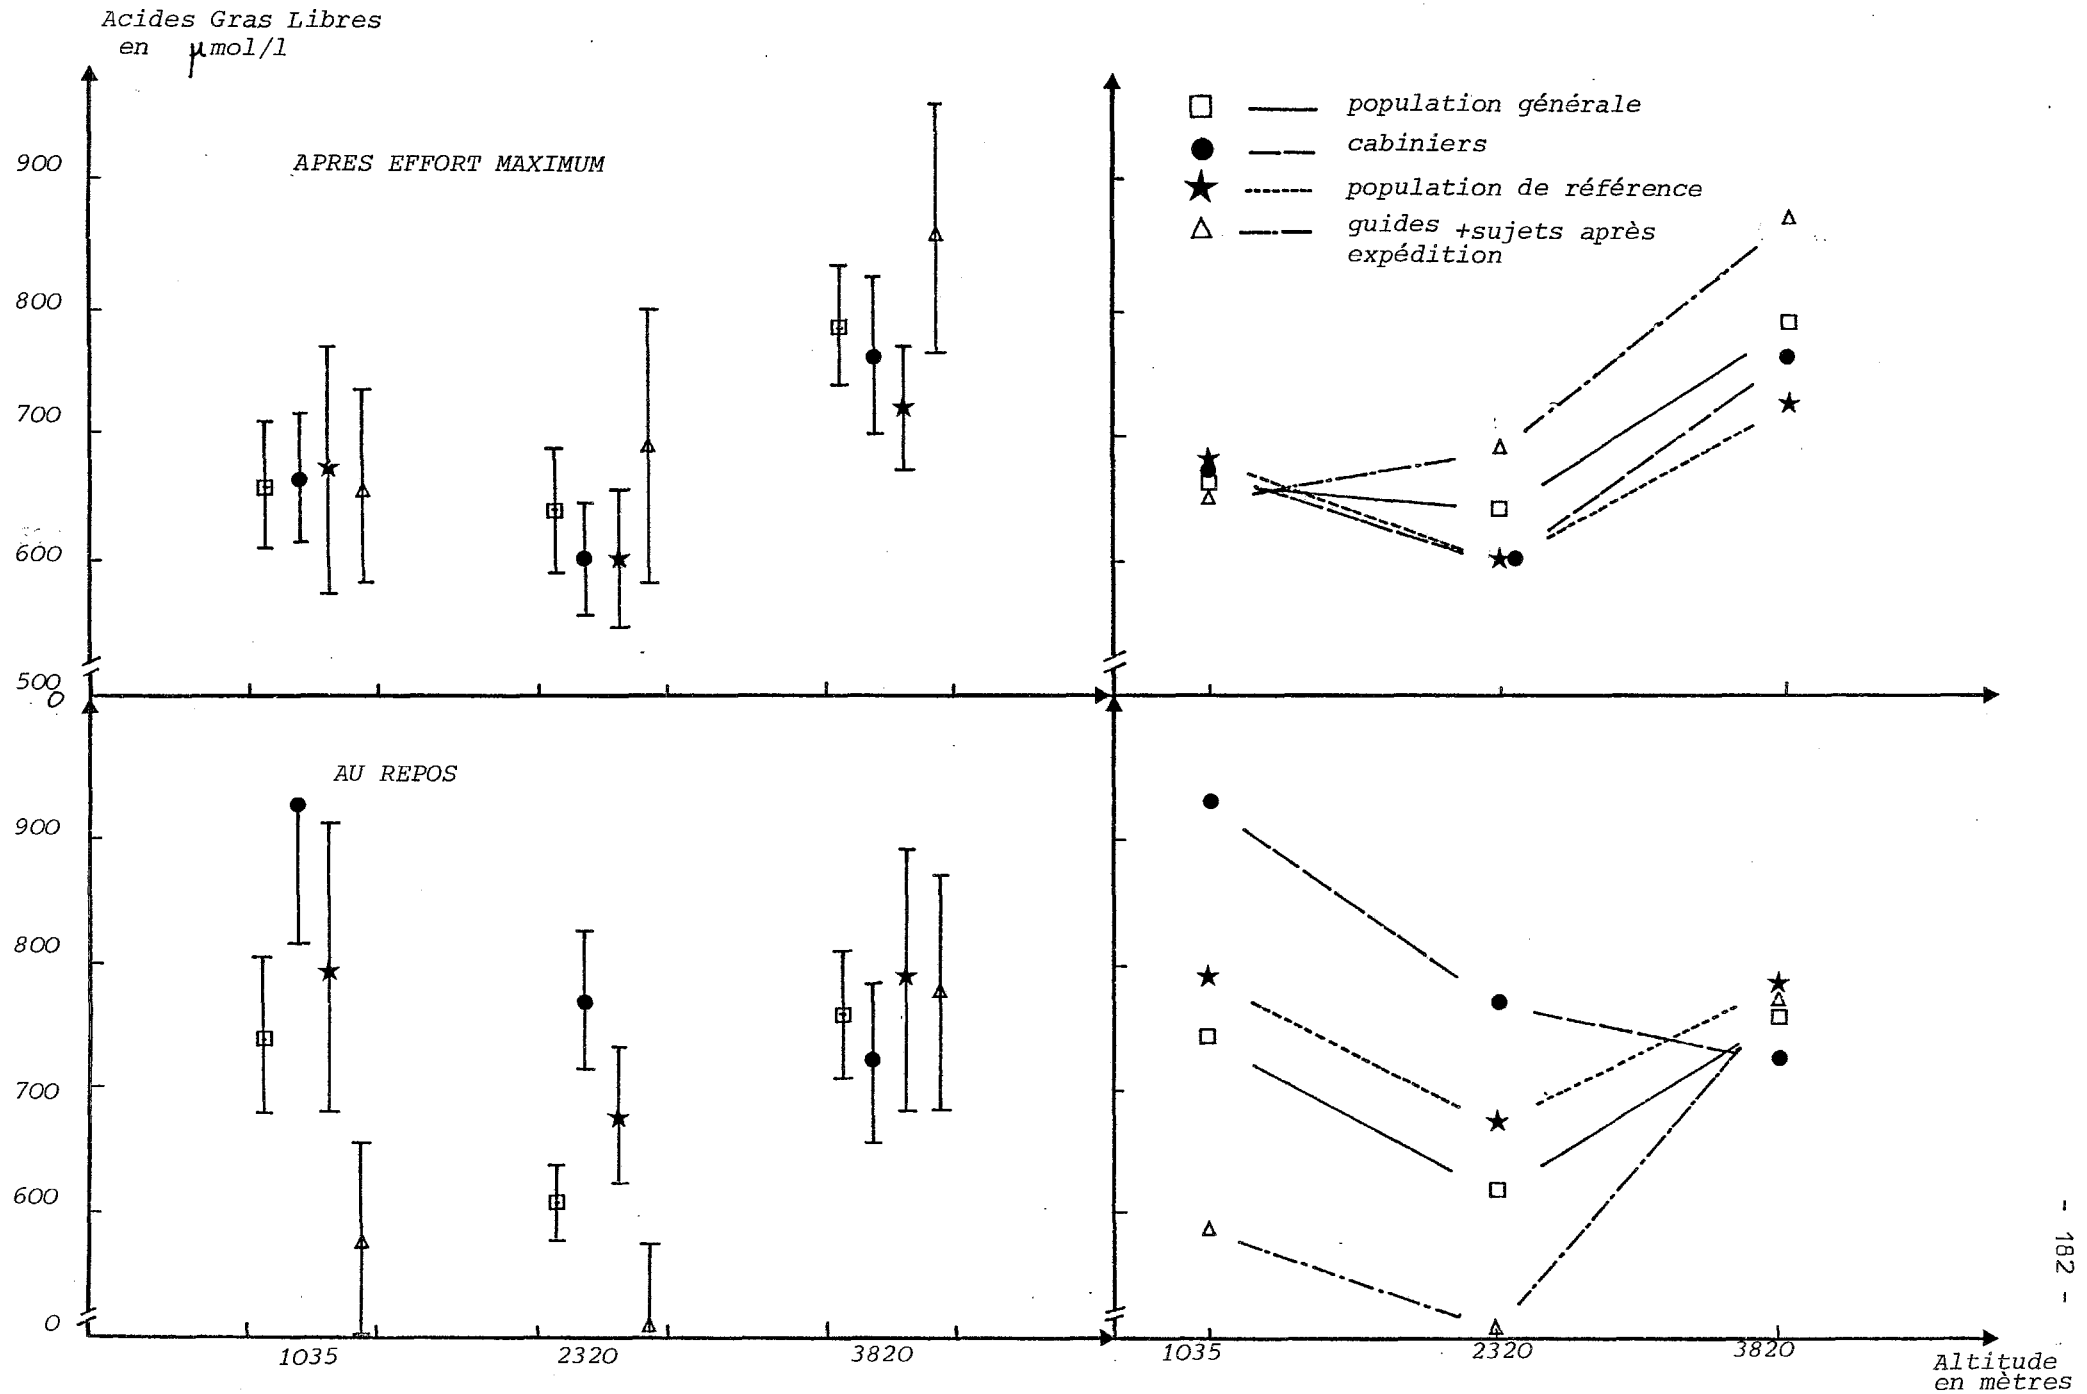 Acides Gras Libres
en μmol/l
900
800
700
600
500
0
APRES EFFORT MAXIMUM
population générale
cabiniers
population de référence
guides +sujets après
expédition
AU REPOS
900
800
700
600
0
1035
2320
3820
1035
2320
3820
Altitude
en mètres
- 182 -